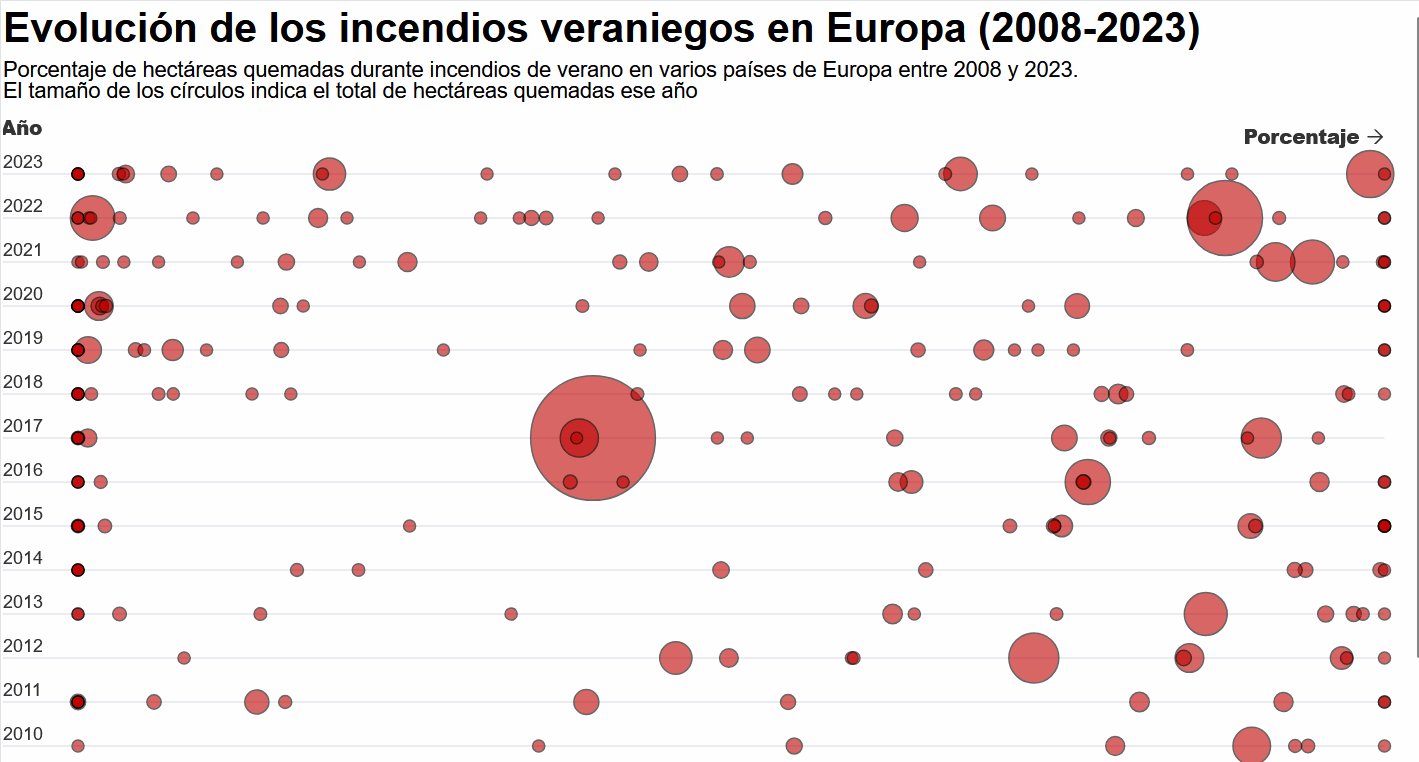 Evolución de los incendios veraniegos en Europa (2008-2023)
Porcentaje de hectáreas quemadas durante incendios de verano en varios países de Europa entre 2008 y 2023.
El tamaño de los círculos indica el total de hectáreas quemadas ese año
Año
Porcentaje →
2023
2022
2021
2020
2019
2018
2017
2016
2015
2014
2013
2012
2011
2010